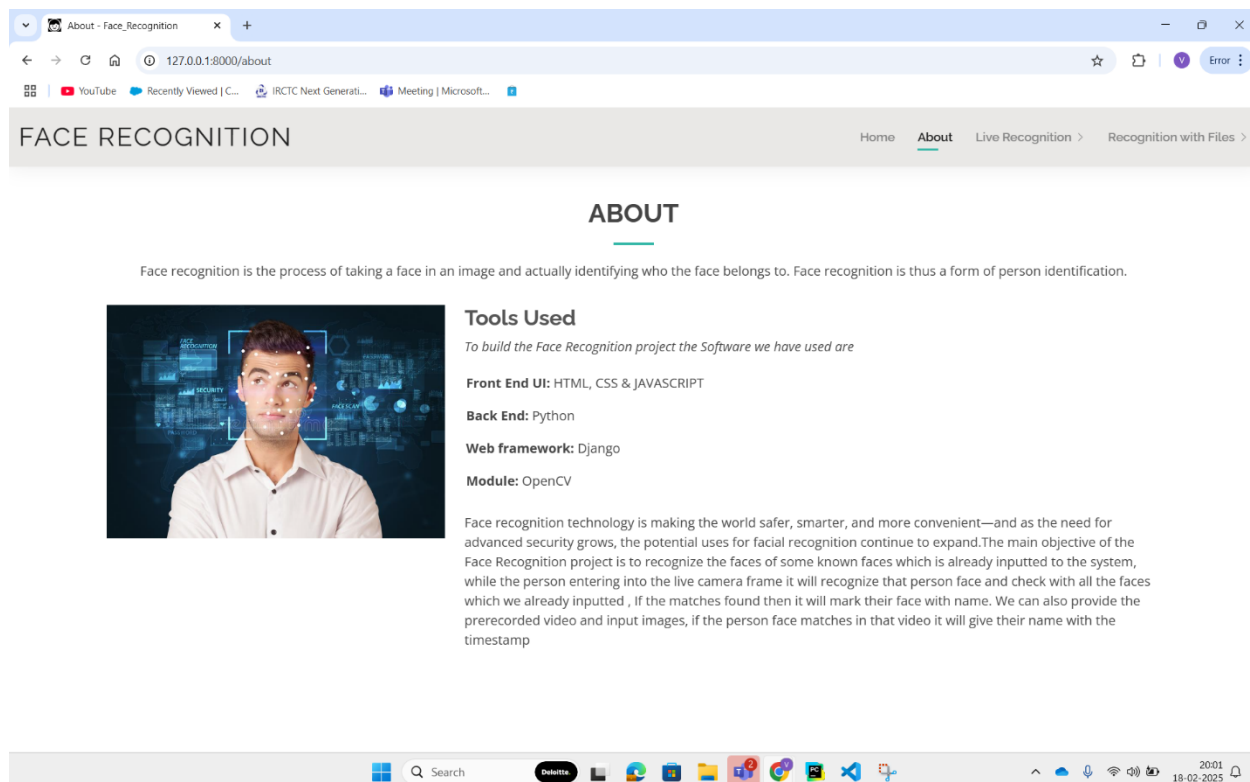 About - Face_Recognition
127.0.0.1:8000/about
Error
YouTube
Recently Viewed | C...
IRCTC Next Generati...
Meeting | Microsoft...
FACE RECOGNITION
Home About Live Recognition > Recognition with Files >
ABOUT
Face recognition is the process of taking a face in an image and actually identifying who the face belongs to. Face recognition is thus a form of person identification.
FACE
RECOGNITION
SECURITY
FACE SCAN
PASSWORD
Tools Used
To build the Face Recognition project the Software we have used are
Front End UI: HTML, CSS & JAVASCRIPT
Back End: Python
Web framework: Django
Module: OpenCV
Face recognition technology is making the world safer, smarter, and more convenient—and as the need for
advanced security grows, the potential uses for facial recognition continue to expand.The main objective of the
Face Recognition project is to recognize the faces of some known faces which is already inputted to the system,
while the person entering into the live camera frame it will recognize that person face and check with all the faces
which we already inputted , If the matches found then it will mark their face with name. We can also provide the
prerecorded video and input images, if the person face matches in that video it will give their name with the
timestamp
Search
Deloitte.
2
20:01
18-02-2025